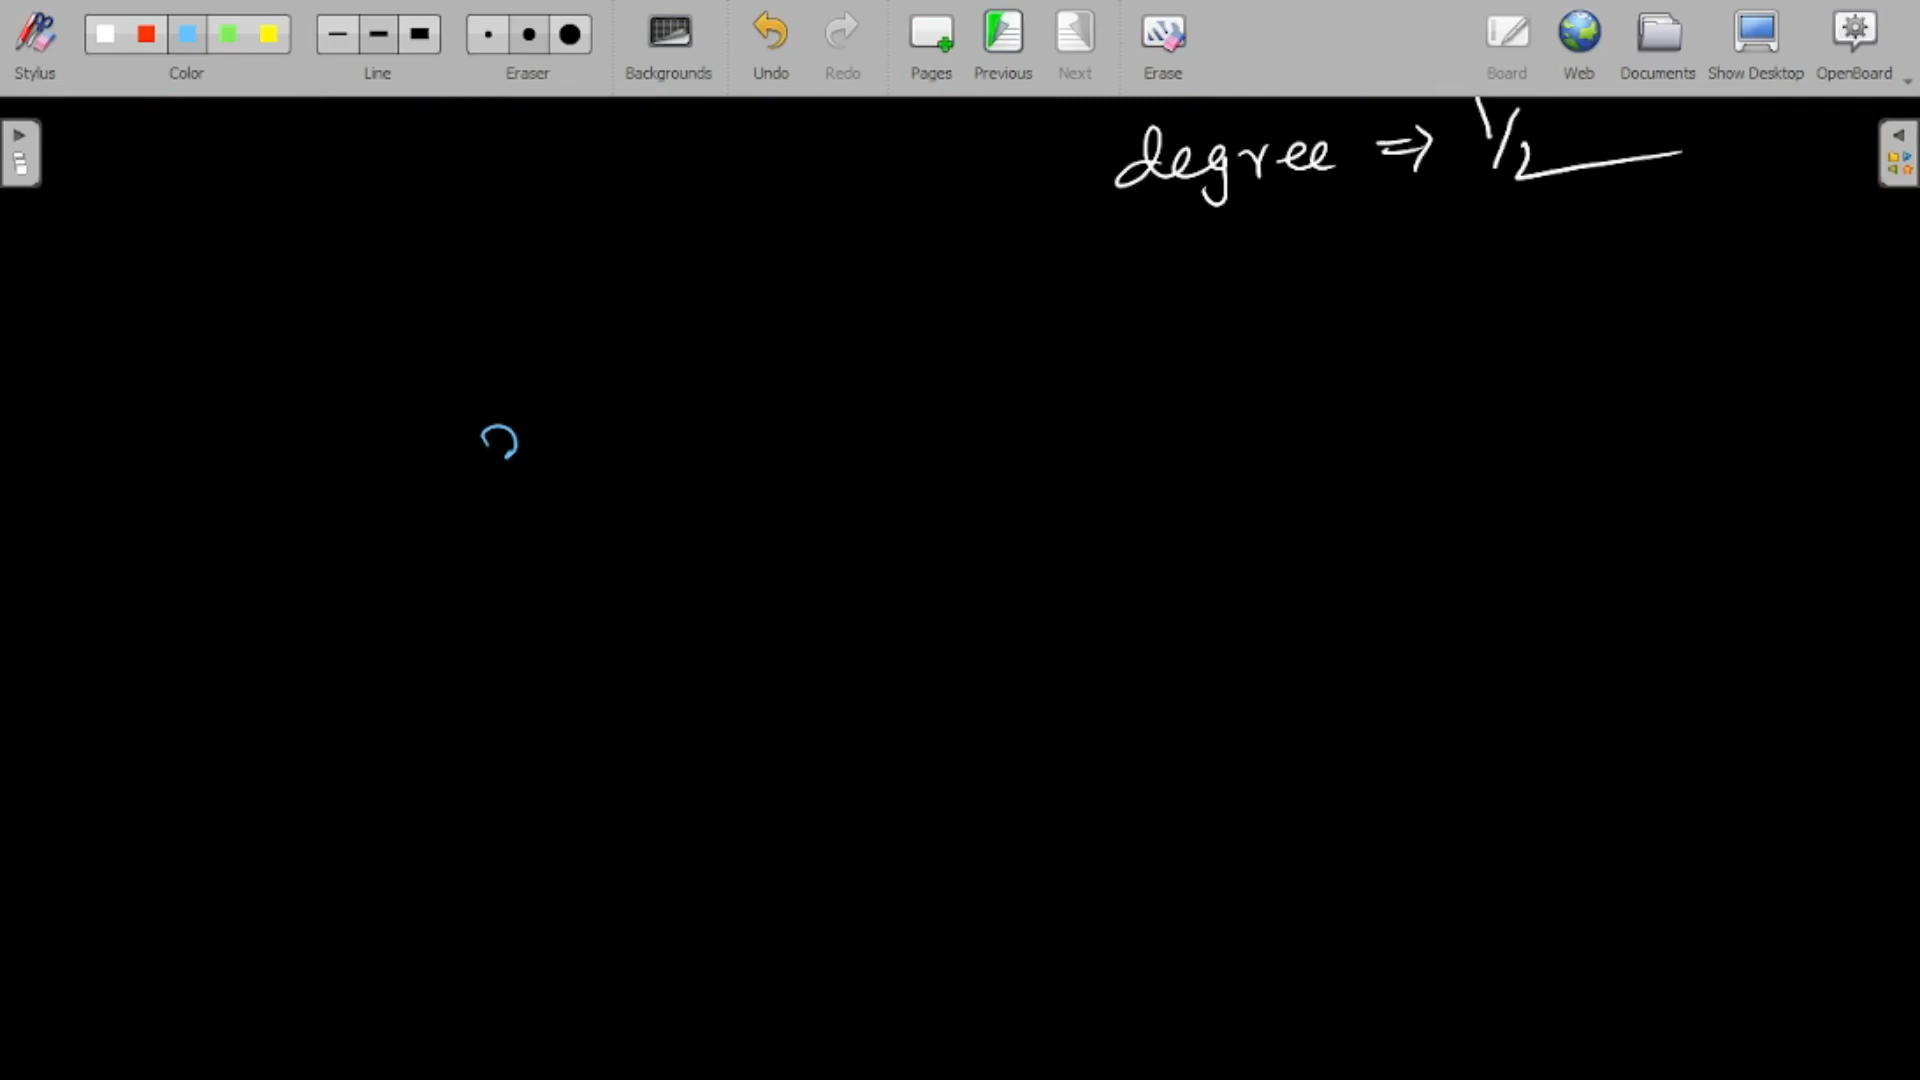 Stylus Color Line Eraser Backgrounds Undo Redo Pages Previous Next Erase Board Web Documents Show Desktop OpenBoard
degree ⇒ 1/2